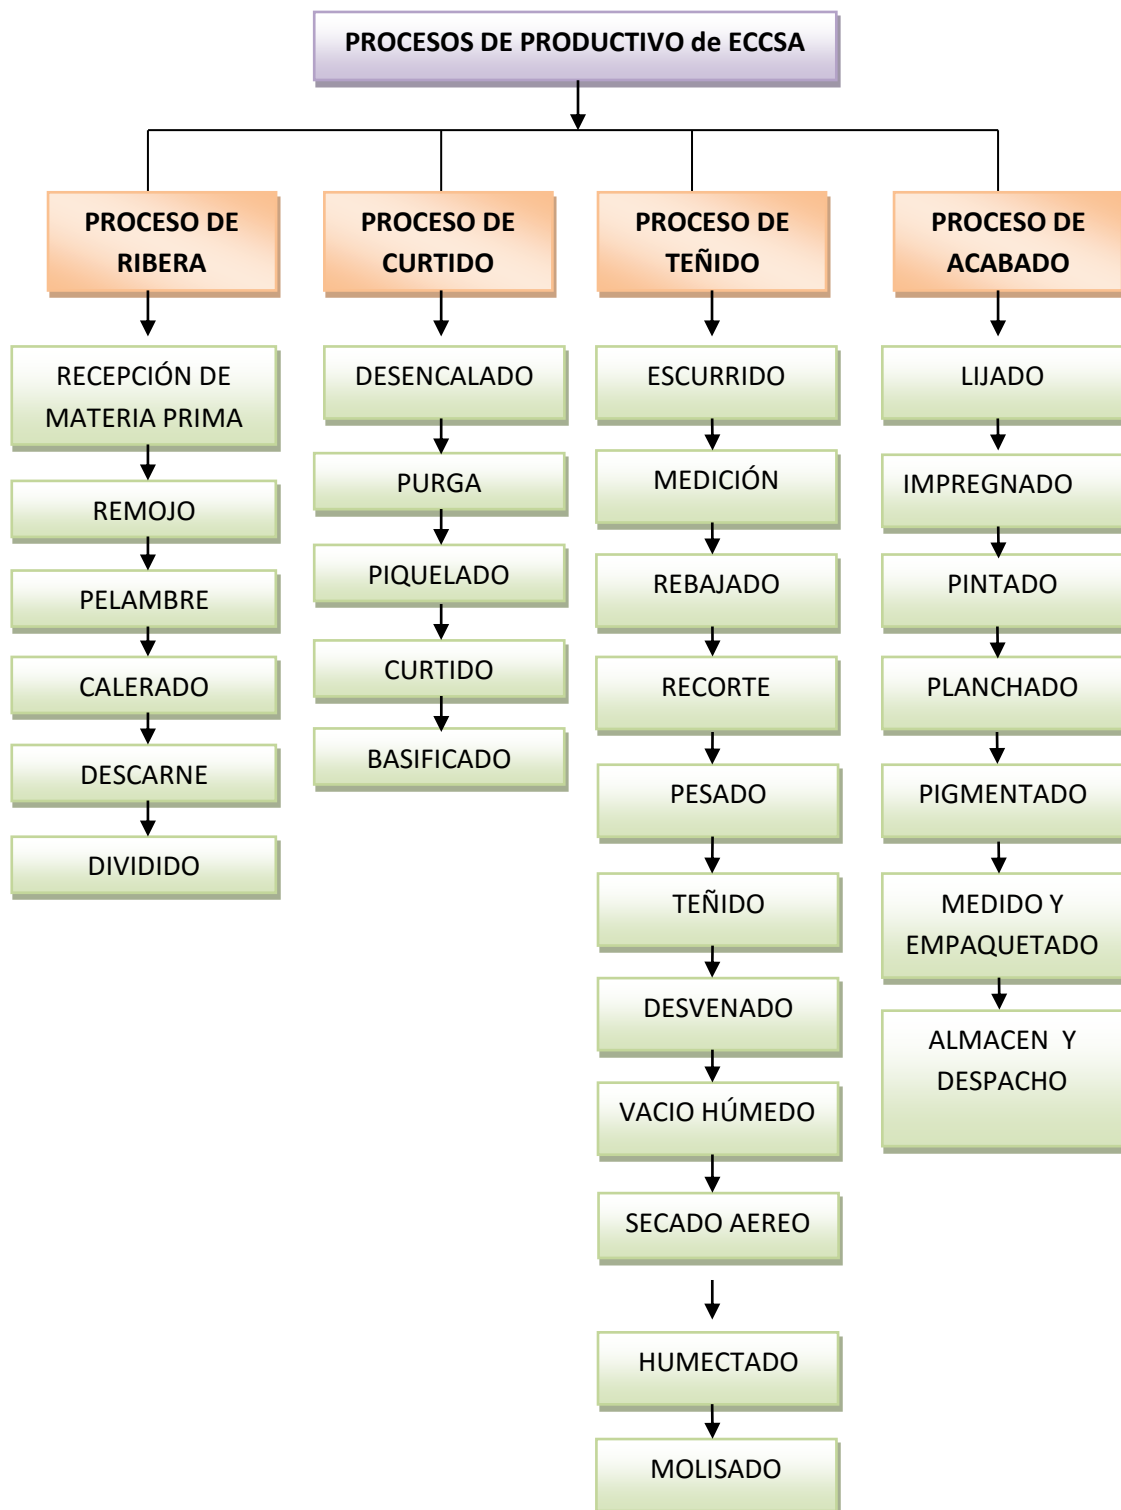 PROCESOS DE PRODUCTIVO de ECCSA
PROCESO DE
RIBERA
RECEPCIÓN DE
MATERIA PRIMA
REMOJO
PELAMBRE
CALERADO
DESCARNE
DIVIDIDO
PROCESO DE
CURTIDO
DESENCALADO
PURGA
PIQUELADO
CURTIDO
BASIFICADO
PROCESO DE
TEÑIDO
ESCURRIDO
MEDICIÓN
REBAJADO
RECORTE
PESADO
TEÑIDO
DESVENADO
VACIO HÚMEDO
SECADO AEREO
HUMECTADO
MOLISADO
PROCESO DE
ACABADO
LIJADO
IMPREGNADO
PINTADO
PLANCHADO
PIGMENTADO
MEDIDO Y
EMPAQUETADO
ALMACEN Y
DESPACHO